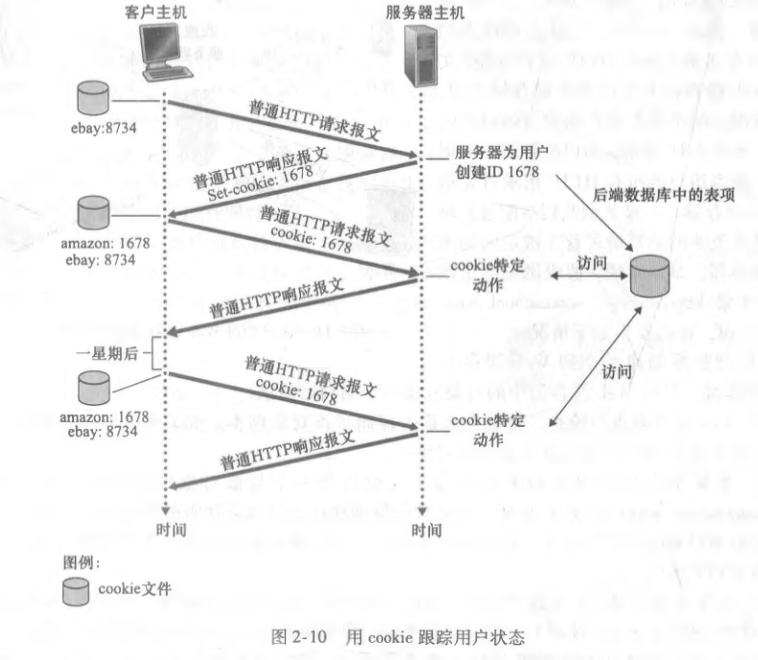 客户主机
服务器主机
ebay:8734
普通HTTP请求报文
服务器为用户
创建ID 1678
后端数据库中的表项
普通HTTP响应报文
Set-cookie: 1678
普通HTTP请求报文
cookie: 1678
amazon: 1678
ebay: 8734
cookie特定
动作
访问
普通HTTP响应报文
一星期后
普通HTTP请求报文
cookie: 1678
访问
amazon: 1678
ebay: 8734
cookie特定
动作
普通HTTP响应报文
时间
时间
图例:
cookie文件
图 2-10 用 cookie 跟踪用户状态